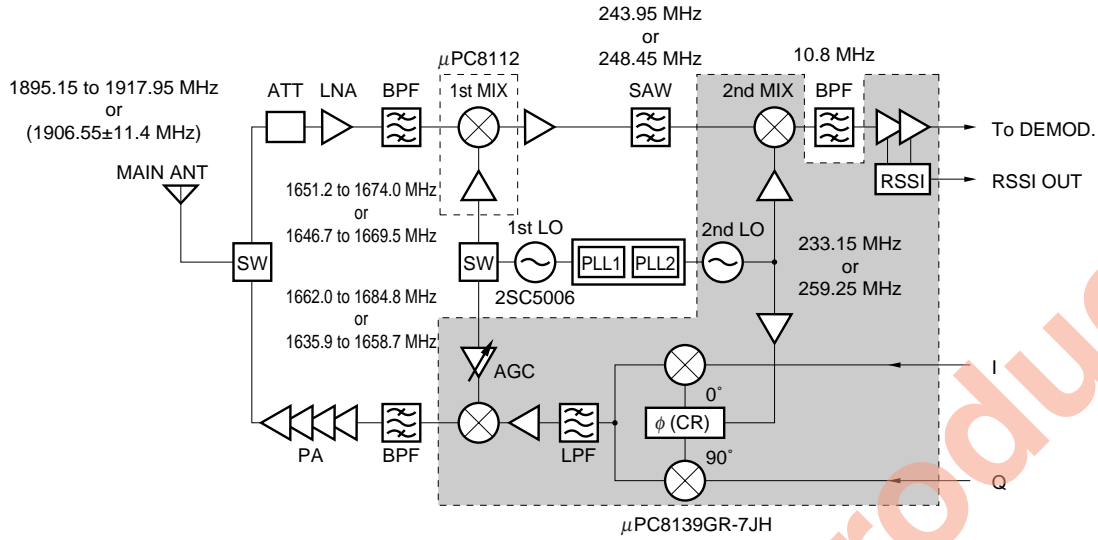 243.95 MHz
or
248.45 MHz
10.8 MHz
μPC8112
1895.15 to 1917.95 MHz
or
(1906.55±11.4 MHz)
ATT
LNA
BPF
1st MIX
SAW
2nd MIX
BPF
To DEMOD.
MAIN ANT
RSSI
RSSI OUT
1651.2 to 1674.0 MHz
or
1646.7 to 1669.5 MHz
1st LO
2nd LO
SW
SW
PLL1
PLL2
233.15 MHz
or
259.25 MHz
2SC5006
1662.0 to 1684.8 MHz
or
1635.9 to 1658.7 MHz
AGC
I
0˚
φ (CR)
90˚
PA
BPF
LPF
Q
μPC8139GR-7JH